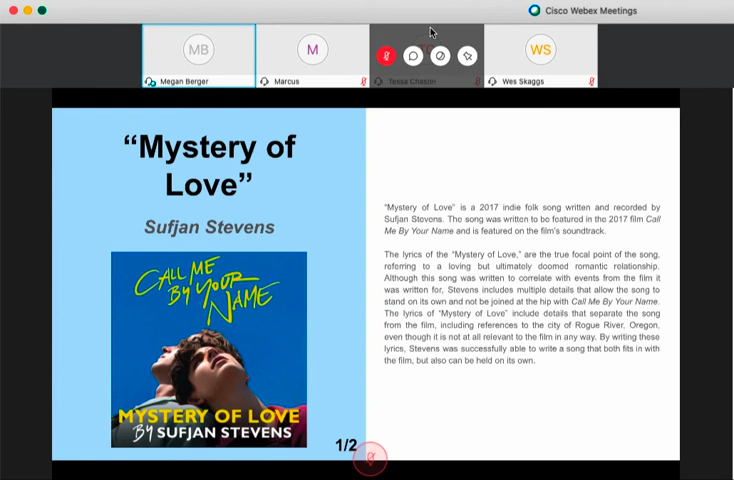 Cisco Webex Meetings
MB
M
TC
WS
Megan Berger
Marcus
Tessa Chason
Wes Skaggs
“Mystery of
Love”
Sufjan Stevens
CALL ME
BY YOUR
NAME
MYSTERY OF LOVE
BY SUFJAN STEVENS
1/2
“Mystery of Love” is a 2017 indie folk song written and recorded by
Sufjan Stevens. The song was written to be featured in the 2017 film Call
Me By Your Name and is featured on the film’s soundtrack.
The lyrics of the “Mystery of Love,” are the true focal point of the song,
referring to a loving but ultimately doomed romantic relationship.
Although this song was written to correlate with events from the film it
was written for, Stevens includes multiple details that allow the song to
stand on its own and not be joined at the hip with Call Me By Your Name.
The lyrics of “Mystery of Love” include details that separate the song
from the film, including references to the city of Rogue River, Oregon,
even though it is not at all relevant to the film in any way. By writing these
lyrics, Stevens was successfully able to write a song that both fits in with
the film, but also can be held on its own.